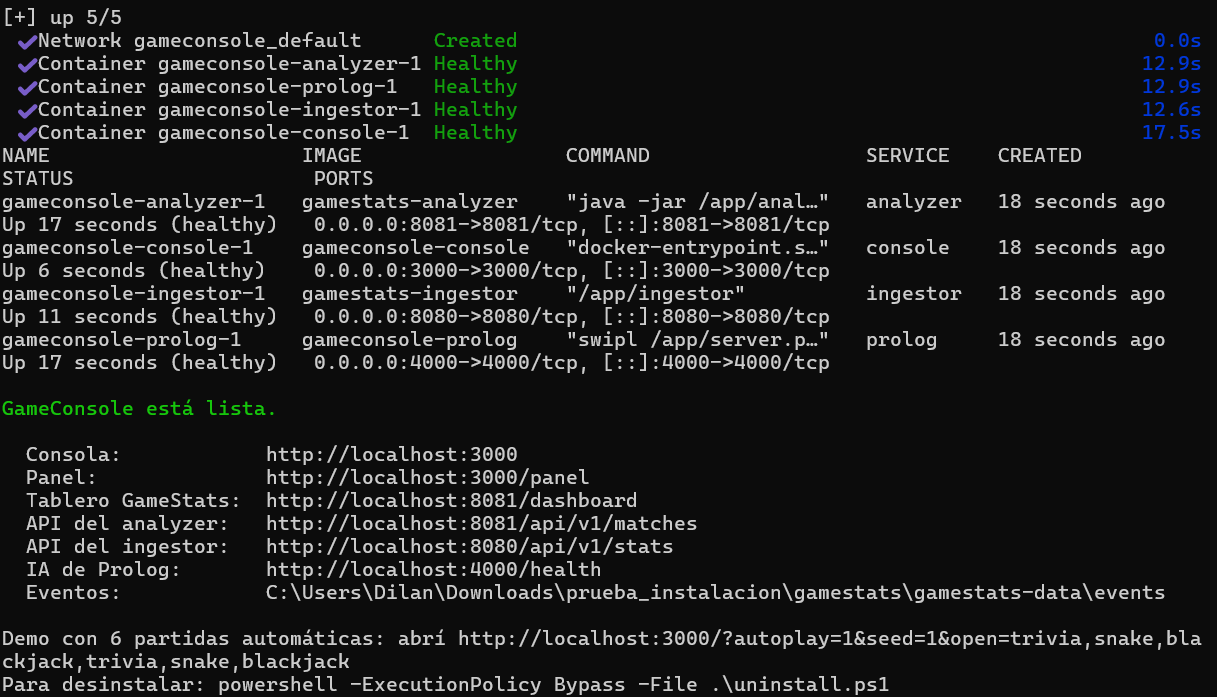 [+] up 5/5
✔Network gameconsole_default Created 0.0s
✔Container gameconsole-analyzer-1 Healthy 12.9s
✔Container gameconsole-prolog-1 Healthy 12.9s
✔Container gameconsole-ingestor-1 Healthy 12.6s
✔Container gameconsole-console-1 Healthy 17.5s
NAME IMAGE COMMAND SERVICE CREATED
STATUS PORTS
gameconsole-analyzer-1 gamestats-analyzer "java -jar /app/anal…" analyzer 18 seconds ago
Up 17 seconds (healthy) 0.0.0.0:8081->8081/tcp, [::]:8081->8081/tcp
gameconsole-console-1 gameconsole-console "docker-entrypoint.s…" console 18 seconds ago
Up 6 seconds (healthy) 0.0.0.0:3000->3000/tcp, [::]:3000->3000/tcp
gameconsole-ingestor-1 gamestats-ingestor "/app/ingestor" ingestor 18 seconds ago
Up 11 seconds (healthy) 0.0.0.0:8080->8080/tcp, [::]:8080->8080/tcp
gameconsole-prolog-1 gameconsole-prolog "swipl /app/server.p…" prolog 18 seconds ago
Up 17 seconds (healthy) 0.0.0.0:4000->4000/tcp, [::]:4000->4000/tcp
GameConsole está lista.
Consola: http://localhost:3000
Panel: http://localhost:3000/panel
Tablero GameStats: http://localhost:8081/dashboard
API del analyzer: http://localhost:8081/api/v1/matches
API del ingestor: http://localhost:8080/api/v1/stats
IA de Prolog: http://localhost:4000/health
Eventos: C:\Users\Dilan\Downloads\prueba_instalacion\gamestats\gamestats-data\events
Demo con 6 partidas automáticas: abrí http://localhost:3000/?autoplay=1&seed=1&open=trivia,snake,bla
ckjack,trivia,snake,blackjack
Para desinstalar: powershell -ExecutionPolicy Bypass -File .\uninstall.ps1